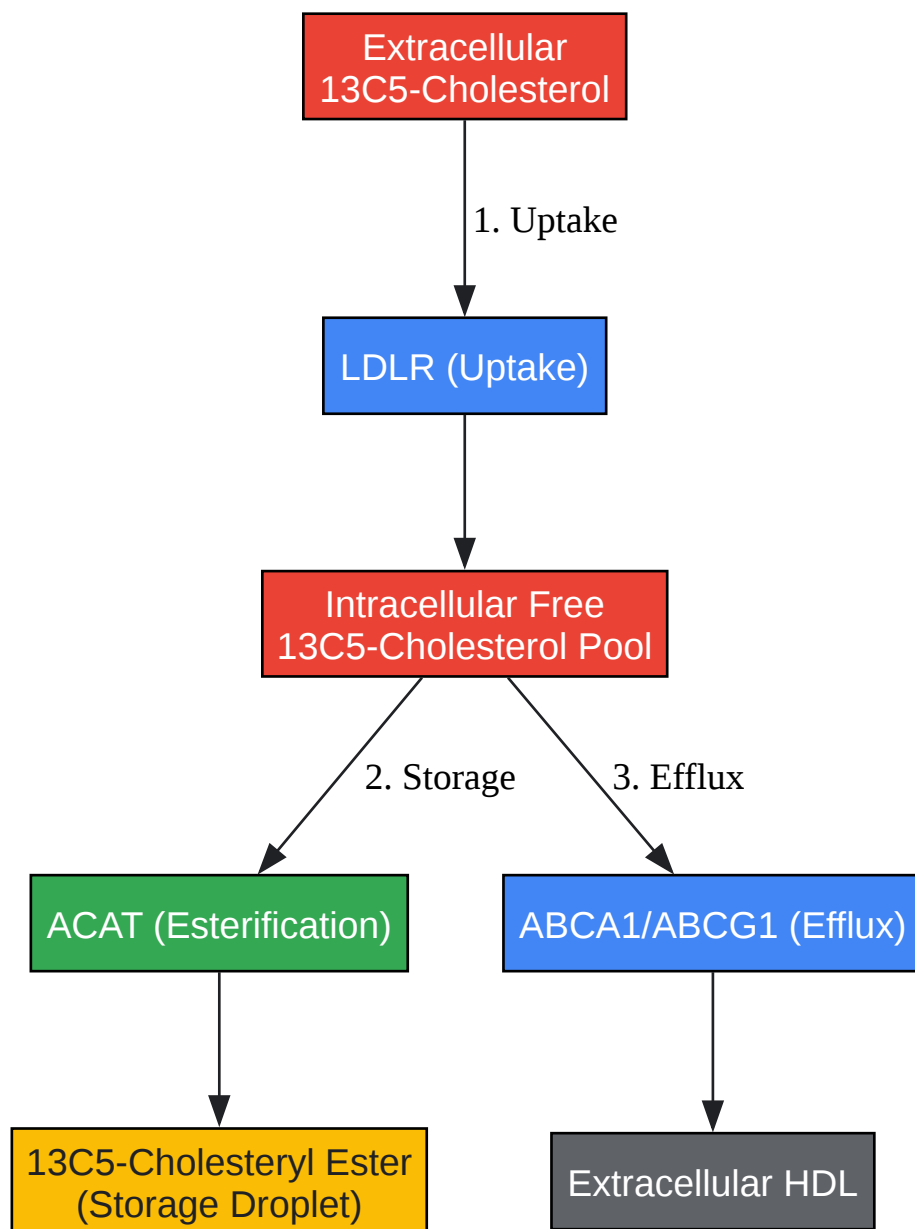 Extracellular
13C5-Cholesterol
1. Uptake
LDLR (Uptake)
Intracellular Free
13C5-Cholesterol Pool
2. Storage
3. Efflux
ACAT (Esterification)
ABCA1/ABCG1 (Efflux)
13C5-Cholesteryl Ester
(Storage Droplet)
Extracellular HDL